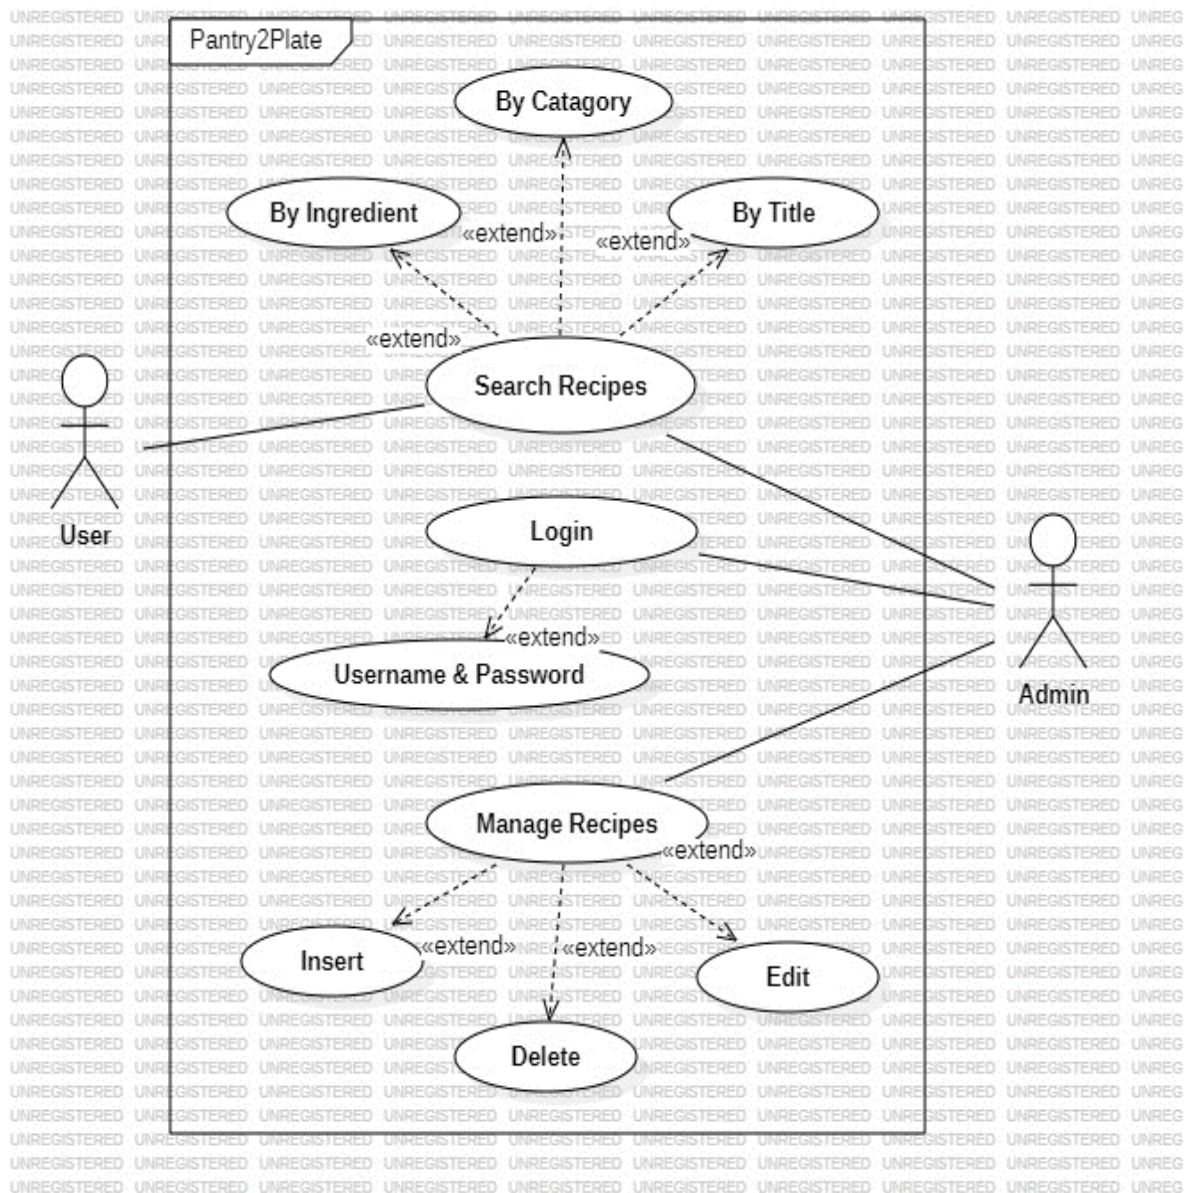 Pantry2Plate
By Catagory
By Ingredient
By Title
«extend»
«extend»
«extend»
Search Recipes
User
Login
«extend»
Username & Password
Admin
Manage Recipes
«extend»
Insert
«extend»
«extend»
Edit
Delete
UNREGISTERED